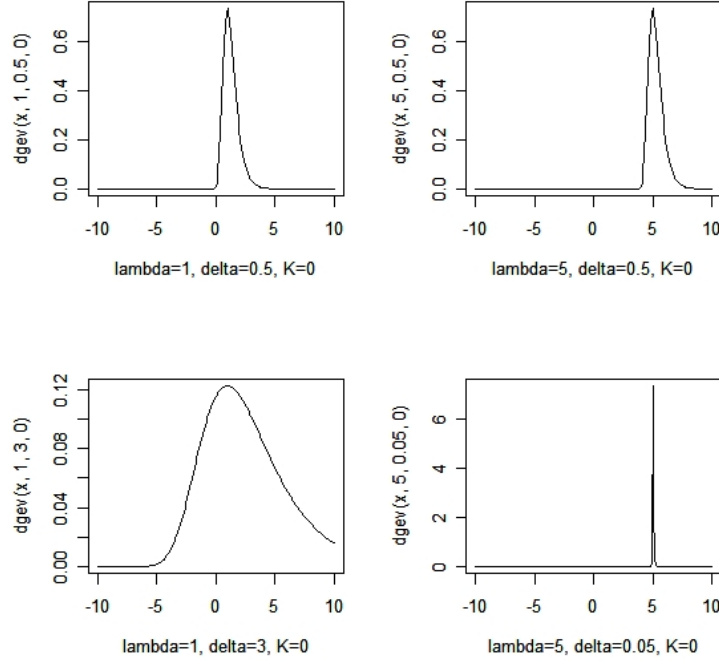 dgev(x, 1, 0.5, 0)
0.0 0.2 0.4 0.6
-10 -5 0 5 10
lambda=1, delta=0.5, K=0
dgev(x, 5, 0.5, 0)
0.0 0.2 0.4 0.6
-10 -5 0 5 10
lambda=5, delta=0.5, K=0
dgev(x, 1, 3, 0)
0.00 0.04 0.08 0.12
-10 -5 0 5 10
lambda=1, delta=3, K=0
dgev(x, 5, 0.05, 0)
0 2 4 6
-10 -5 0 5 10
lambda=5, delta=0.05, K=0